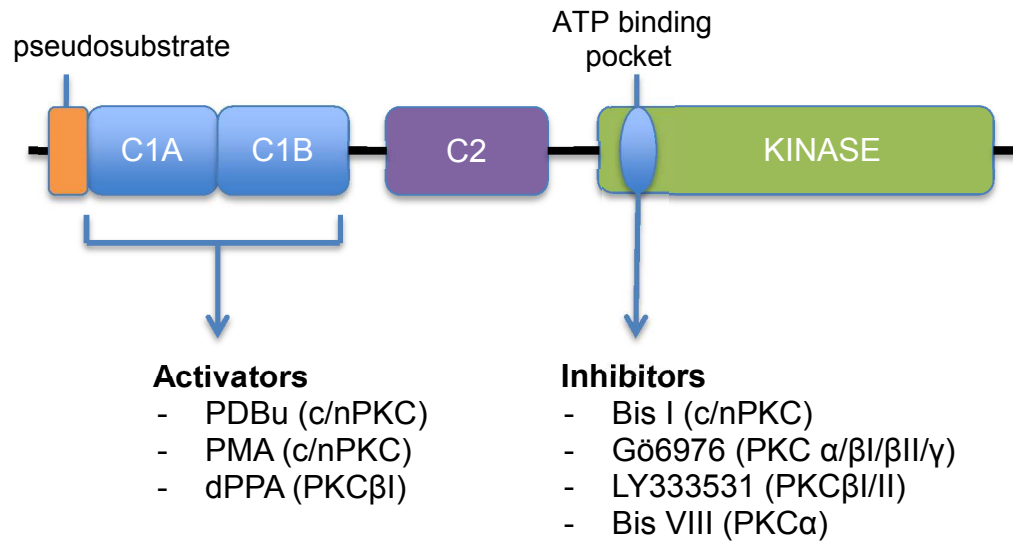 pseudosubstrate
ATP binding
pocket
C1A
C1B
C2
KINASE
Activators
- PDBu (c/nPKC)
- PMA (c/nPKC)
- dPPA (PKCβI)
Inhibitors
- Bis I (c/nPKC)
- Gö6976 (PKC α/βI/βII/γ)
- LY333531 (PKCβI/II)
- Bis VIII (PKCα)